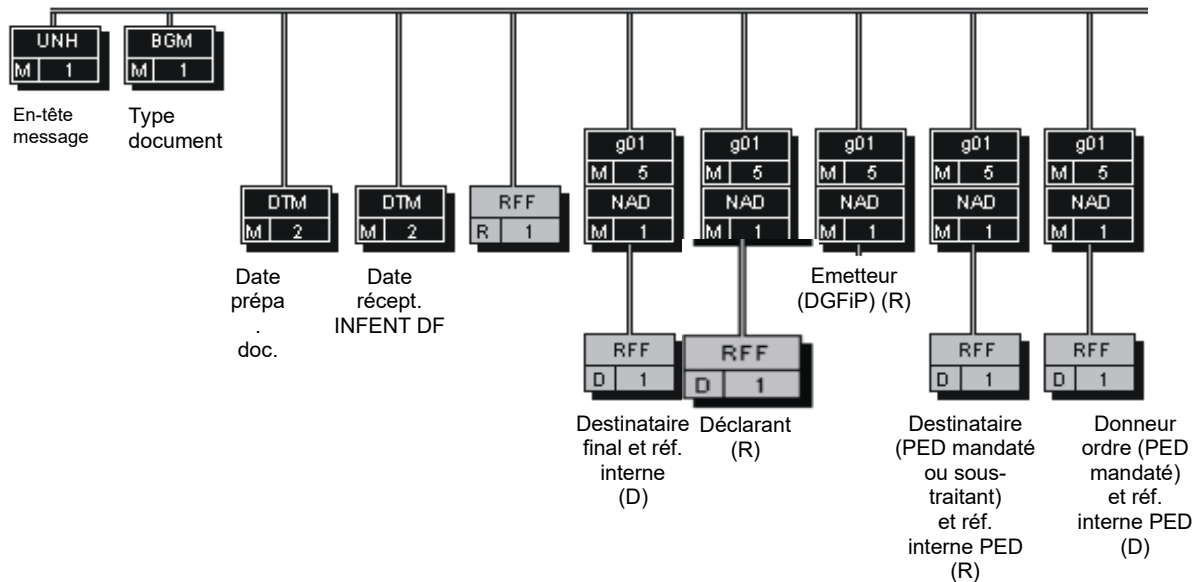 UNH
M 1
En-tête
message
BGM
M 1
Type
document
DTM
M 2
Date
prépa
.
doc.
DTM
M 2
Date
récept.
INFENT DF
RFF
R 1
g01
M 5
NAD
M 1
RFF
D 1
Destinataire
final et réf.
interne
(D)
g01
M 5
NAD
M 1
RFF
D 1
Déclarant
(R)
g01
M 5
NAD
M 1
Emetteur
(DGFiP) (R)
g01
M 5
NAD
M 1
RFF
D 1
Destinataire
(PED mandaté
ou sous-
traitant)
et réf.
interne PED
(R)
g01
M 5
NAD
M 1
RFF
D 1
Donneur
ordre (PED
mandaté)
et réf.
interne PED
(D)